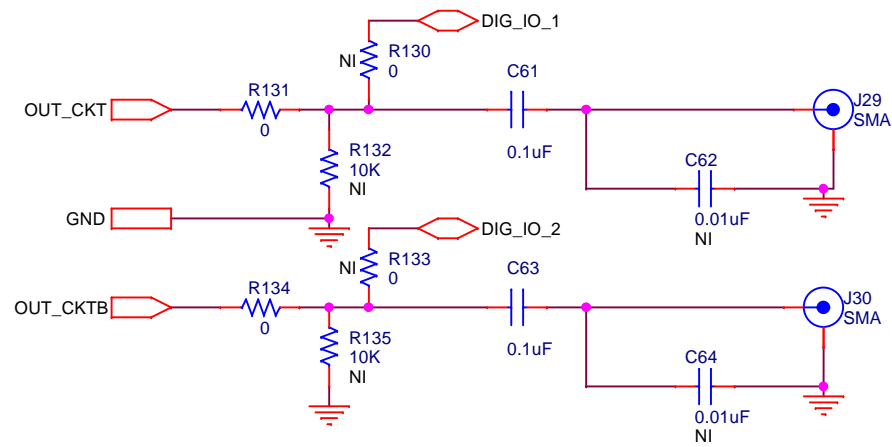 DIG_IO_1
NI
R130
0
C61
R131
J29
SMA
OUT_CKT
0
R132
10K
NI
0.1uF
C62
GND
0.01uF
NI
DIG_IO_2
NI
R133
0
C63
R134
J30
SMA
OUT_CKTB
0
R135
10K
NI
0.1uF
C64
0.01uF
NI